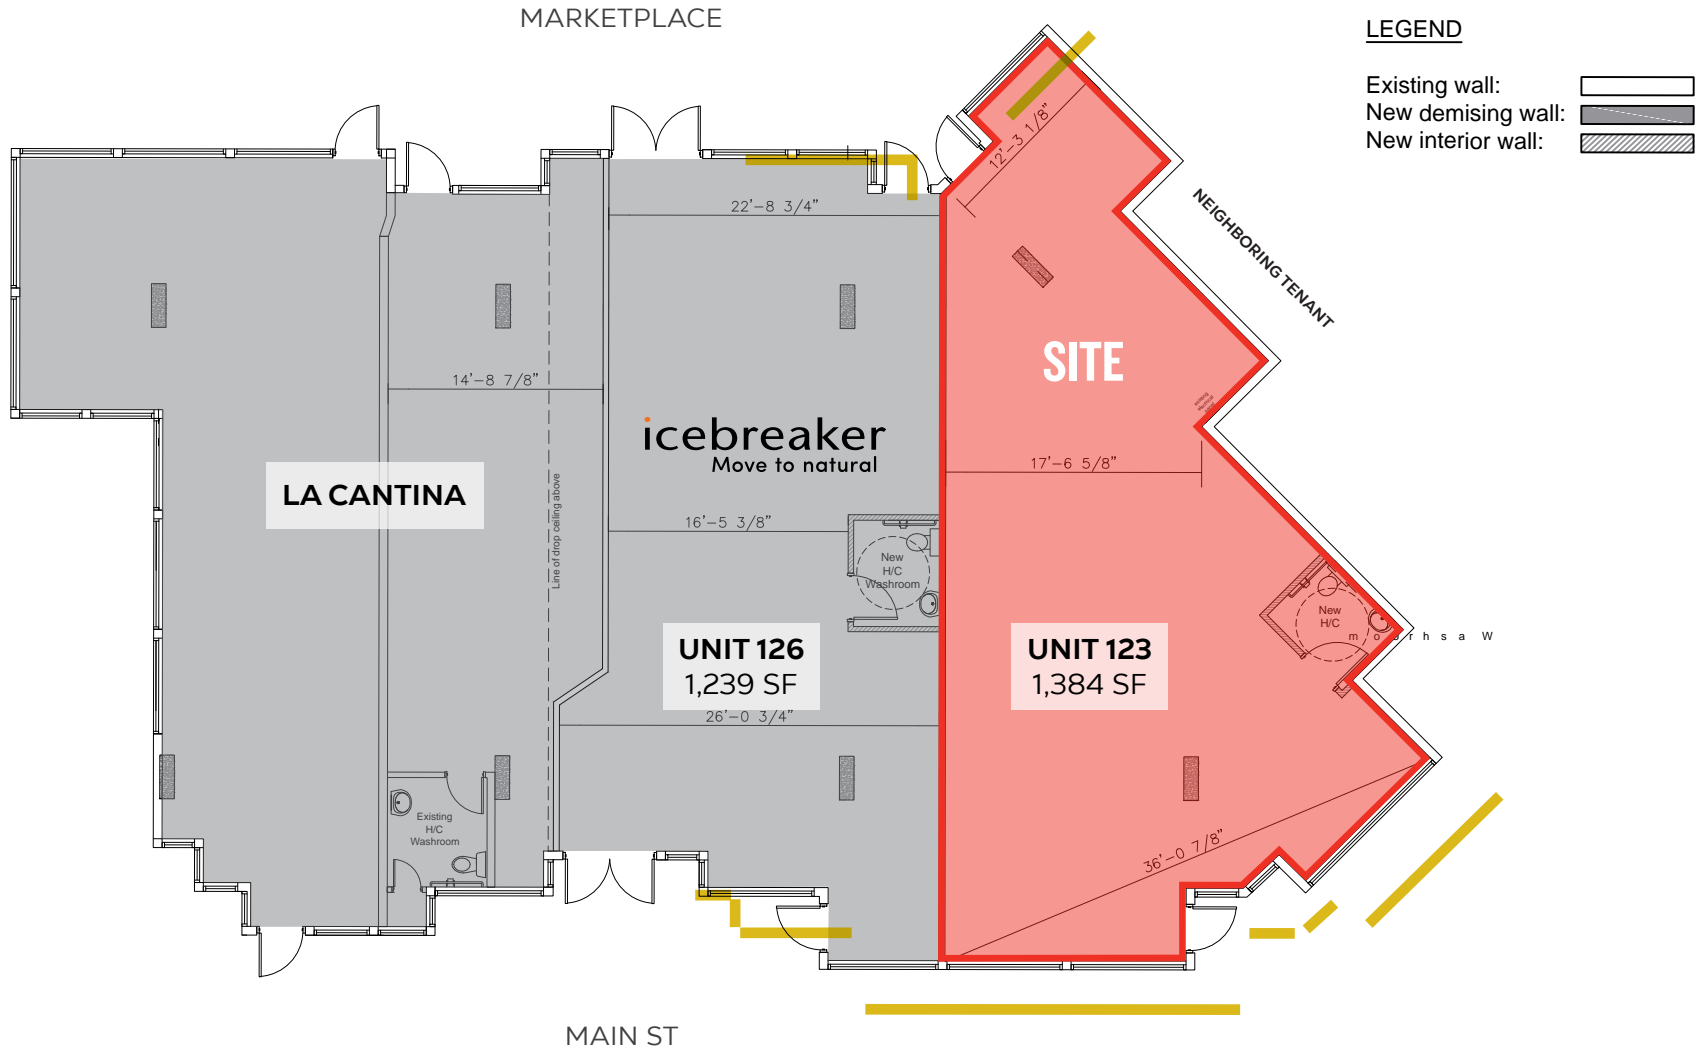 MARKETPLACE
LEGEND
Existing wall:
New demising wall:
New interior wall:
12'-3 1/8"
NEIGHBORING TENANT
22'-8 3/4"
SITE
14'-8 7/8"
icebreaker
Move to natural
17'-6 5/8"
LA CANTINA
Line of drop ceiling above
16'-5 3/8"
New
H/C
Washroom
New
H/C
m o o r h s a W
UNIT 126
1,239 SF
UNIT 123
1,384 SF
26'-0 3/4"
Existing
H/C
Washroom
36'-0 7/8"
MAIN ST